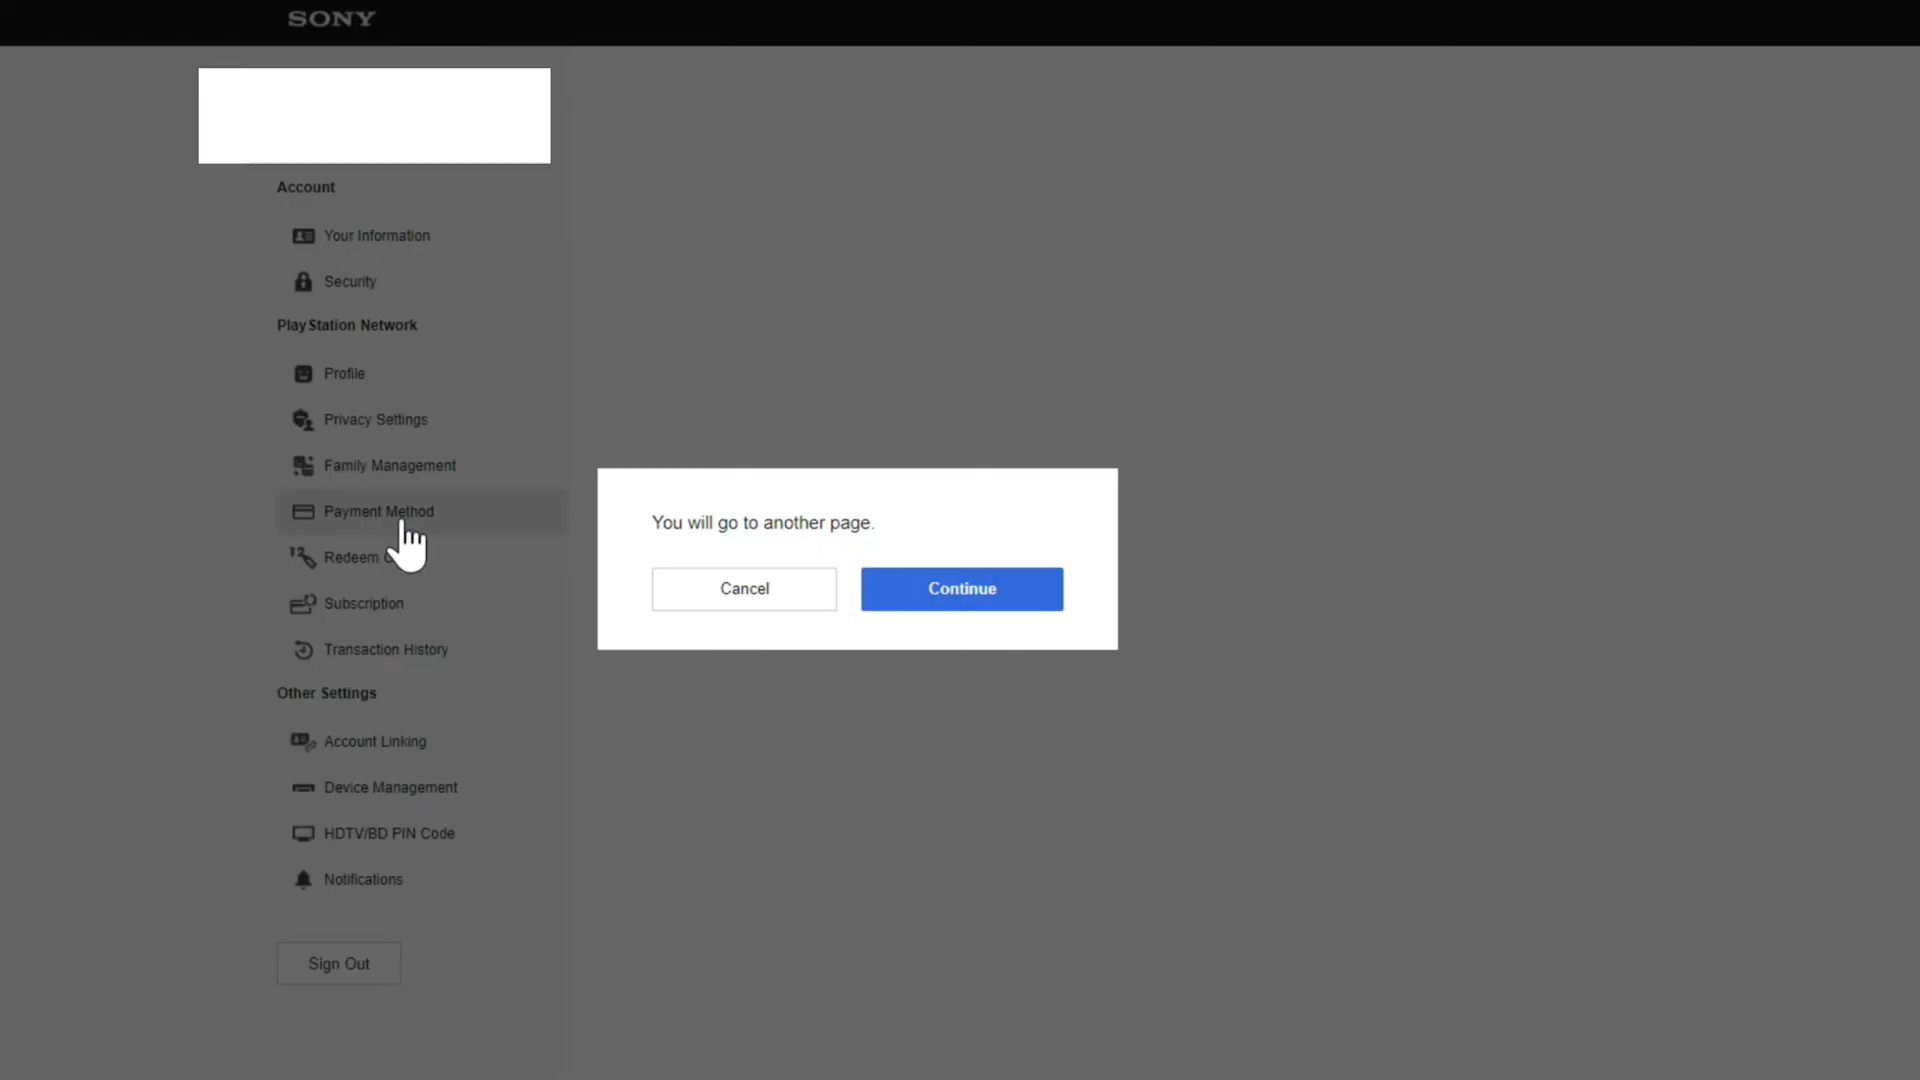 SONY
Account
Your Information
Security
PlayStation Network
Profile
Privacy Settings
Family Management
Payment Method
Redeem
Subscription
Transaction History
Other Settings
Account Linking
Device Management
HDTV/BD PIN Code
Notifications
Sign Out
You will go to another page.
Cancel
Continue